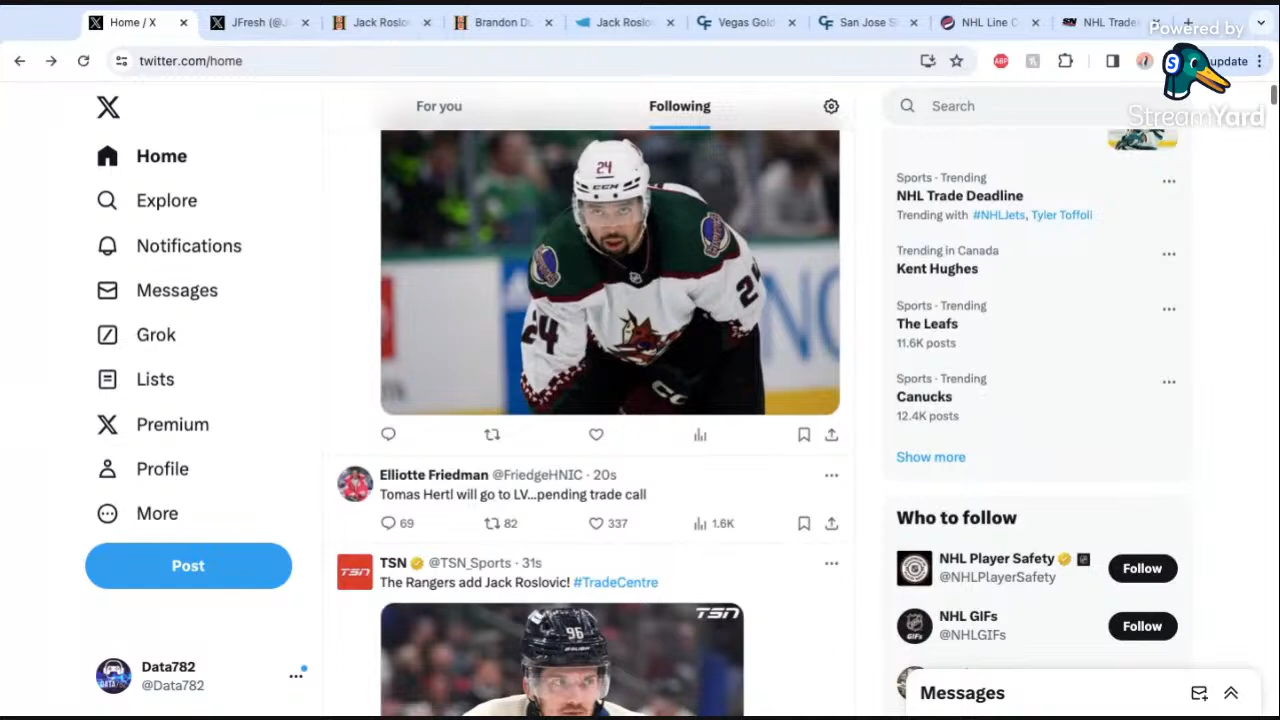 Home / X
JFresh (@J
Jack Roslo
Brandon D
Jack Roslo
Vegas Gold
San Jose S
NHL Line C
NHL Trade
Powered by
twitter.com/home
update
StreamYard
For you
Following
Search
Home
Explore
Notifications
Messages
Grok
Lists
Premium
Profile
More
Post
Data782
@Data782
24
CCM
24
24
Elliotte Friedman @FriedgeHNIC · 20s
Tomas Hertl will go to LV...pending trade call
69
82
337
1.6K
TSN @TSN_Sports · 31s
The Rangers add Jack Roslovic! #TradeCentre
TSN
96
Sports · Trending
NHL Trade Deadline
Trending with #NHLJets, Tyler Toffoli
Trending in Canada
Kent Hughes
Sports · Trending
The Leafs
11.6K posts
Sports · Trending
Canucks
12.4K posts
Show more
Who to follow
NHL Player Safety
@NHLPlayerSafety
Follow
NHL GIFs
@NHLGIFs
Follow
Messages